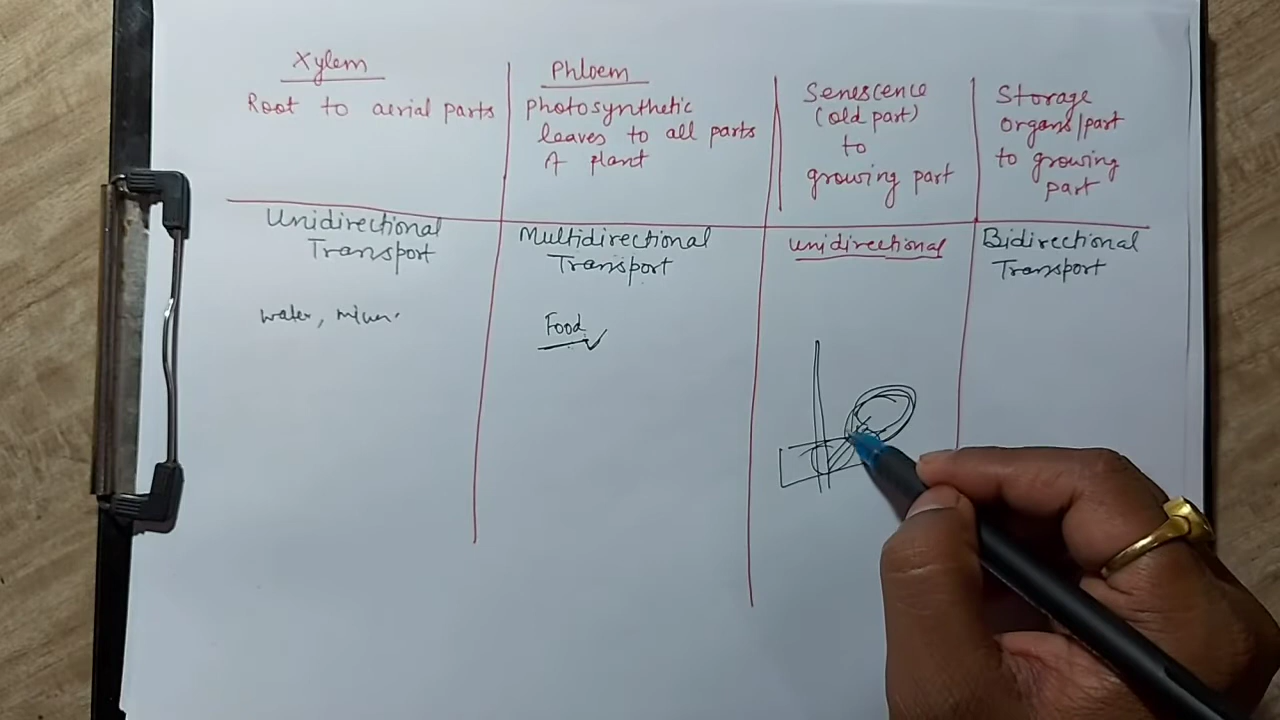 Xylem
Root to aerial parts
Phloem
Photosynthetic
leaves to all parts
of plant
Senescence
(old part)
to
growing part
Storage
organs/part
to growing
part
Unidirectional
Transport
Multidirectional
Transport
Unidirectional
Bidirectional
Transport
water,
Food